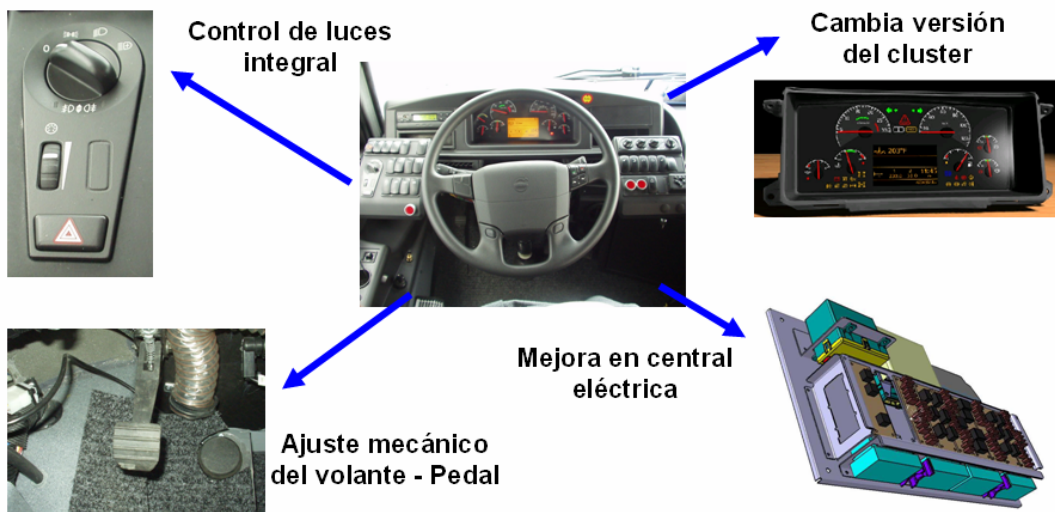 Control de luces
integral
Cambia versión
del cluster
Mejora en central
eléctrica
Ajuste mecánico
del volante - Pedal